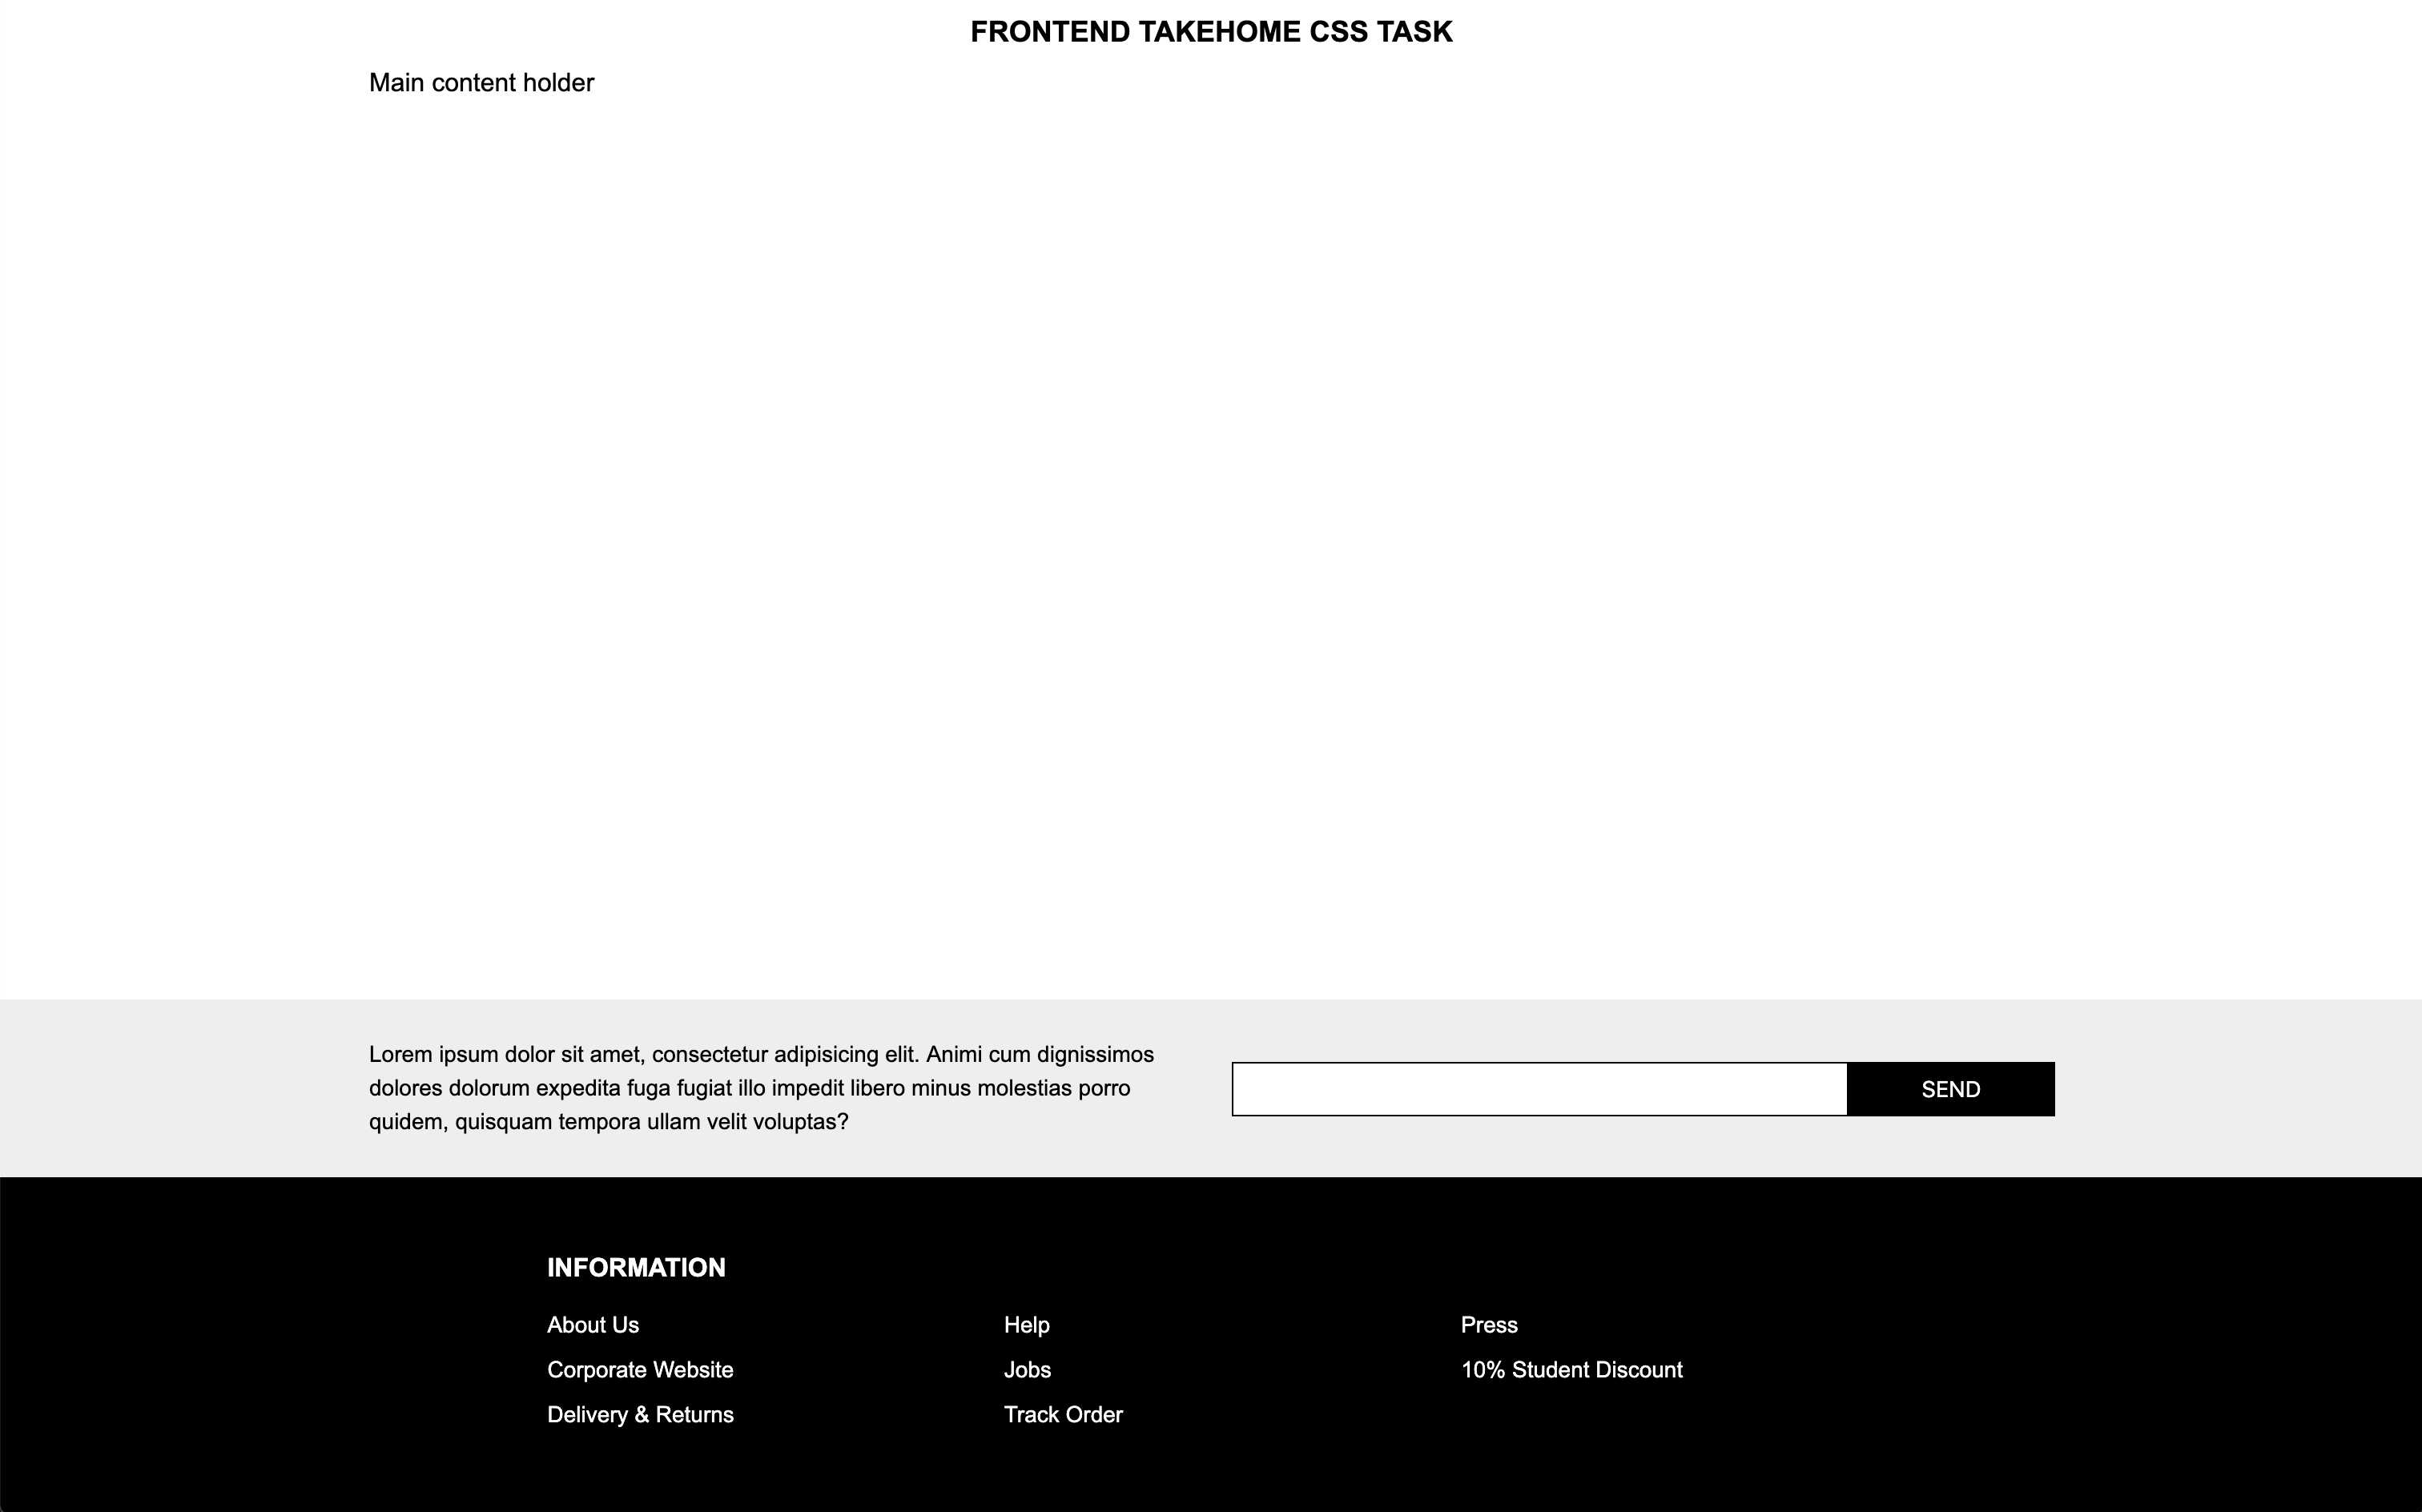 FRONTEND TAKEHOME CSS TASK
Main content holder
Lorem ipsum dolor sit amet, consectetur adipisicing elit. Animi cum dignissimos
dolores dolorum expedita fuga fugiat illo impedit libero minus molestias porro
quidem, quisquam tempora ullam velit voluptas?
SEND
INFORMATION
About Us
Corporate Website
Delivery & Returns
Help
Jobs
Track Order
Press
10% Student Discount